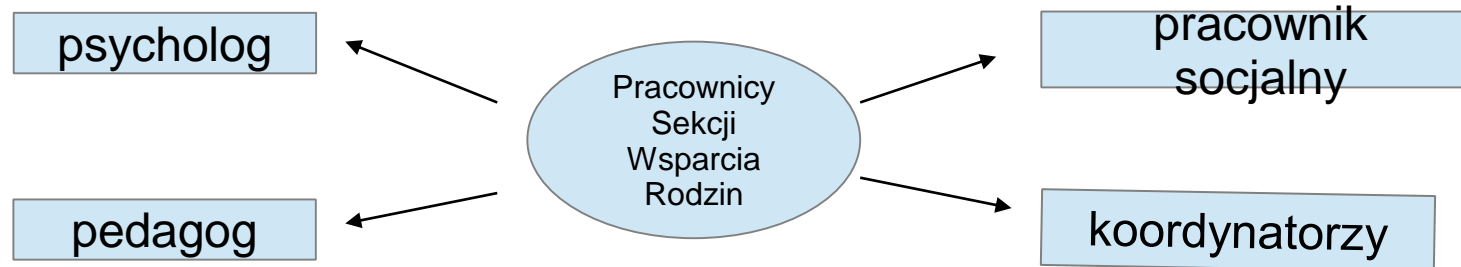 psycholog
pracownik
socjalny
Pracownicy
Sekcji
Wsparcia
Rodzin
pedagog
koordynatorzy